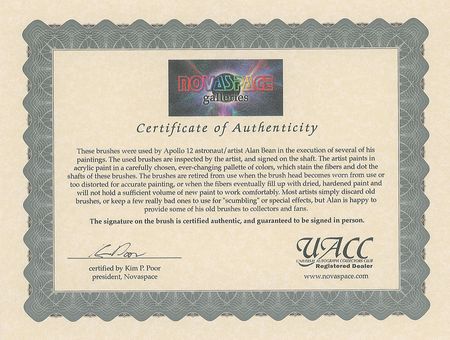 NOVASPACE
galleries
Certificate of Authenticity
These brushes were used by Apollo 12 astronaut/artist Alan Bean in the execution of several of his
paintings. The used brushes are inspected by the artist, and signed on the shaft. The artist paints in
acrylic paint in a carefully chosen, ever-changing pallette of colors, which stain the fibers and dot the
shafts of these brushes. The brushes are retired from use when the brush head becomes worn from use or
too distorted for accurate painting, or when the fibers eventually fill up with dried, hardened paint and
will not hold a sufficient volume of new paint to work comfortably. Most artists simply discard old
brushes, or keep a few really bad ones to use for "scumbling" or special effects, but Alan is happy to
provide some of his old brushes to collectors and fans.
The signature on the brush is certified authentic, and guaranteed to be signed in person.
certified by Kim P. Poor
president, Novaspace
UACC
UNIVERSAL AUTOGRAPH COLLECTORS CLUB
Registered Dealer
www.novaspace.com